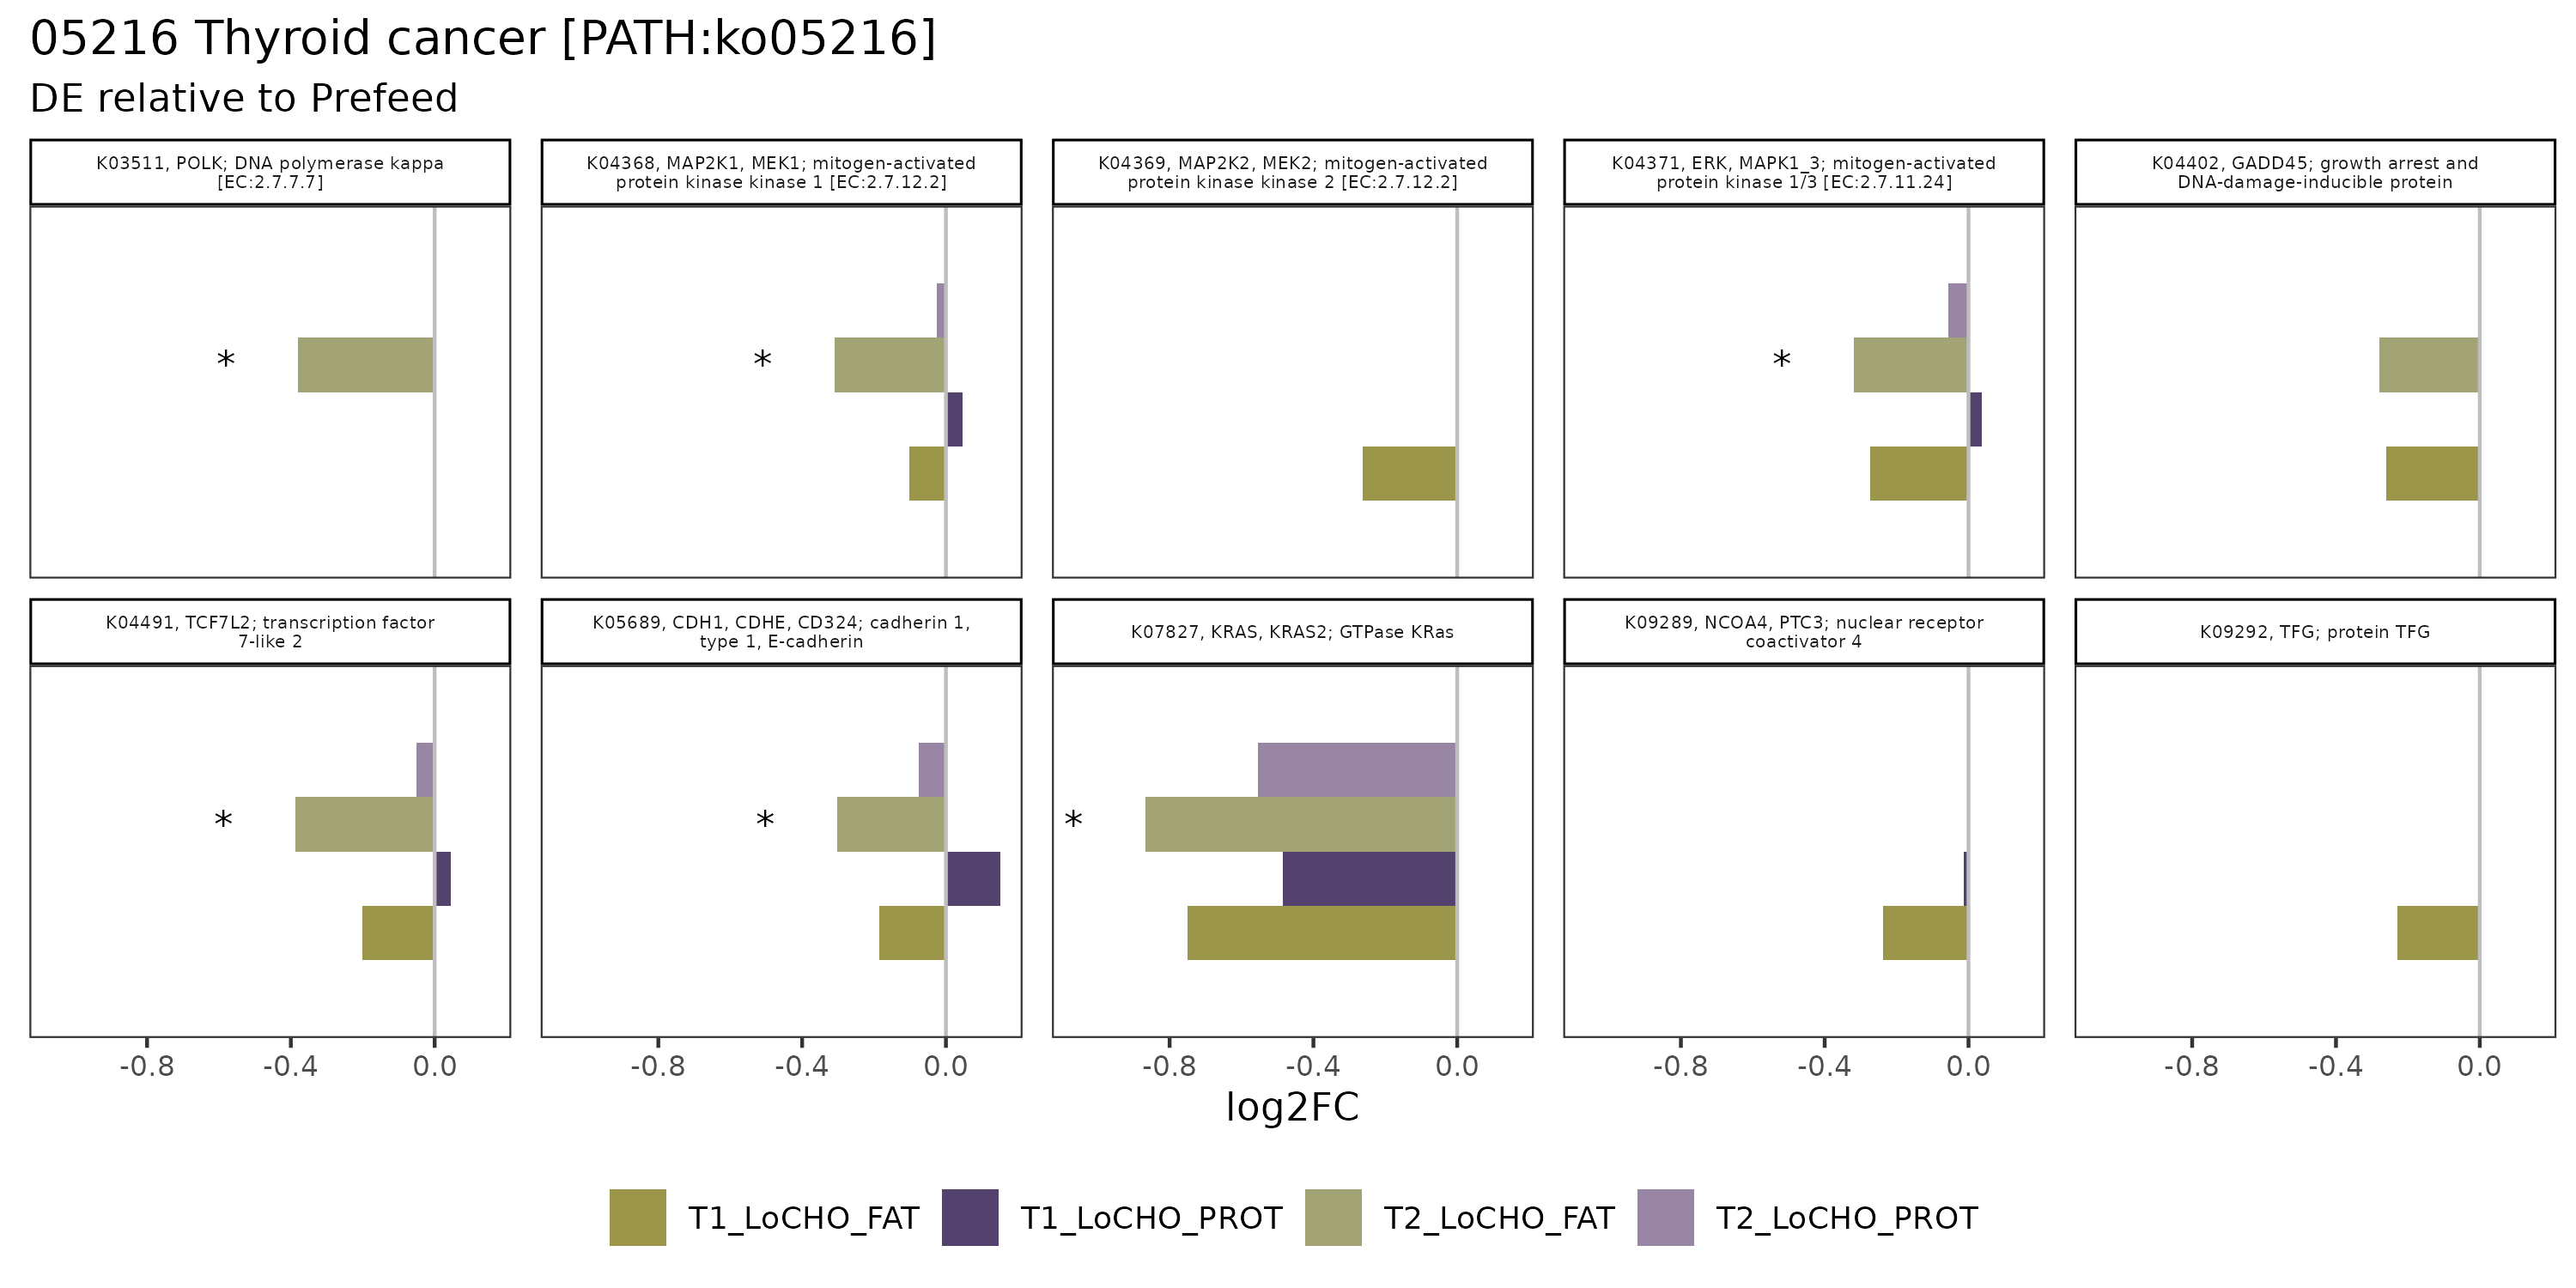 05216 Thyroid cancer [PATH:ko05216]
DE relative to Prefeed
K03511, POLK; DNA polymerase kappa
[EC:2.7.7.7]
K04368, MAP2K1, MEK1; mitogen-activated
protein kinase kinase 1 [EC:2.7.12.2]
K04369, MAP2K2, MEK2; mitogen-activated
protein kinase kinase 2 [EC:2.7.12.2]
K04371, ERK, MAPK1_3; mitogen-activated
protein kinase 1/3 [EC:2.7.11.24]
K04402, GADD45; growth arrest and
DNA-damage-inducible protein
*
*
*
K04491, TCF7L2; transcription factor
7-like 2
K05689, CDH1, CDHE, CD324; cadherin 1,
type 1, E-cadherin
K07827, KRAS, KRAS2; GTPase KRas
K09289, NCOA4, PTC3; nuclear receptor
coactivator 4
K09292, TFG; protein TFG
*
*
*
-0.8 -0.4 0.0
-0.8 -0.4 0.0
-0.8 -0.4 0.0
-0.8 -0.4 0.0
-0.8 -0.4 0.0
log2FC
T1_LoCHO_FAT T1_LoCHO_PROT T2_LoCHO_FAT T2_LoCHO_PROT